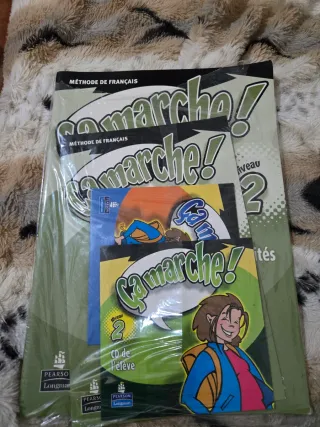 MÉTHODE DE FRANÇAIS
Ça marche!
niveau
2
MÉTHODE DE FRANÇAIS
Ça marche!
Ça
Ça marche!
niveau
2
CD de
l'élève
PEARSON
Longman
PEARSON
Longman
PEARSON
Longman